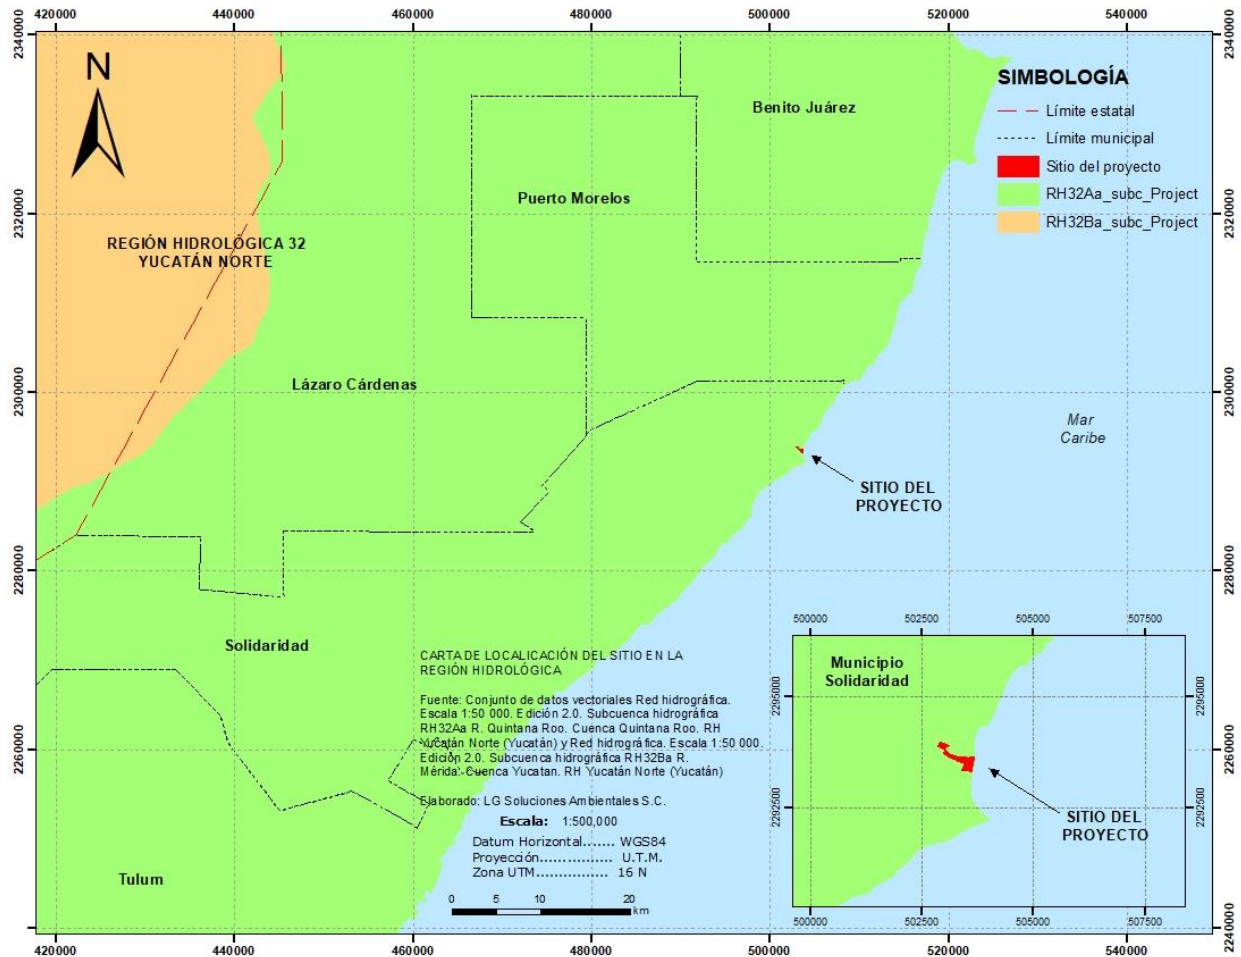 420000 440000 460000 480000 500000 520000 540000
2340000
2320000
2300000
2280000
2260000
2340000
2320000
2300000
2280000
2260000
2240000
N
SIMBOLOGÍA
Límite estatal
Límite municipal
Sitio del proyecto
RH32Aa_subc_Project
RH32Ba_subc_Project
Benito Juárez
Puerto Morelos
REGIÓN HIDROLÓGICA 32
YUCATÁN NORTE
Lázaro Cárdenas
Mar
Caribe
SITIO DEL
PROYECTO
Solidaridad
Tulum
CARTA DE LOCALIZACIÓN DEL SITIO EN LA
REGIÓN HIDROLÓGICA
Fuente: Conjunto de datos vectoriales Red hidrográfica.
Escala 1:50 000. Edición 2.0. Subcuenca hidrográfica
RH32Aa R. Quintana Roo. Cuenca Quintana Roo. RH
Yucatán Norte (Yucatán) y Red hidrográfica. Escala 1:50 000.
Edición 2.0. Subcuenca hidrográfica RH32Ba R.
Mérida. Cuenca Yucatan. RH Yucatán Norte (Yucatán)
Elaborado: LG Soluciones Ambientales S.C.
Escala: 1:500,000
Datum Horizontal....... WGS84
Proyección................ U.T.M.
Zona UTM................ 16 N
0 5 10 20
km
500000 502500 505000 507500
2295000
2292500
2295000
2292500
Municipio
Solidaridad
SITIO DEL
PROYECTO
500000 502500 505000 507500
420000 440000 460000 480000 500000 520000 540000